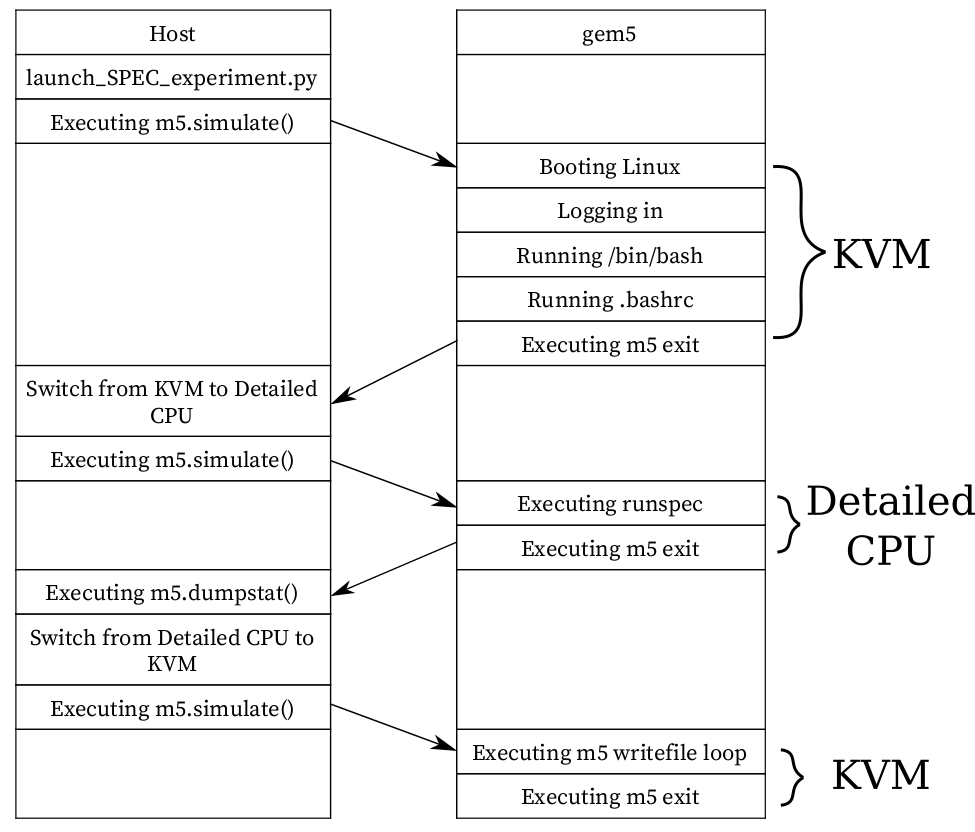 Host
gem5
launch_SPEC_experiment.py
Executing m5.simulate()
Booting Linux
Logging in
Running /bin/bash
Running .bashrc
Executing m5 exit
KVM
Switch from KVM to Detailed
CPU
Executing m5.simulate()
Executing runspec
Executing m5 exit
Detailed
CPU
Executing m5.dumpstat()
Switch from Detailed CPU to
KVM
Executing m5.simulate()
Executing m5 writefile loop
Executing m5 exit
KVM